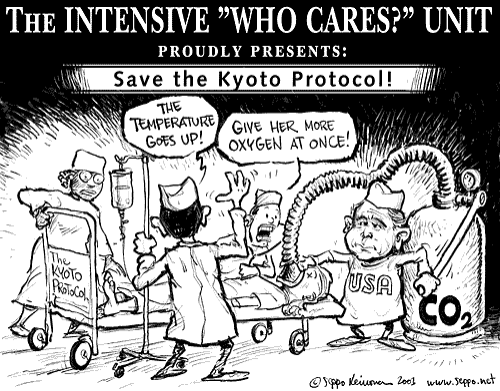 THE INTENSIVE "WHO CARES?" UNIT
PROUDLY PRESENTS:
Save the Kyoto Protocol!
THE
TEMPERATURE
GOES UP!
GIVE HER MORE
OXYGEN AT ONCE!
The
KYOTO
PROTOCOL
USA
CO2
© Seppo Leinonen 2001 www.seppo.net